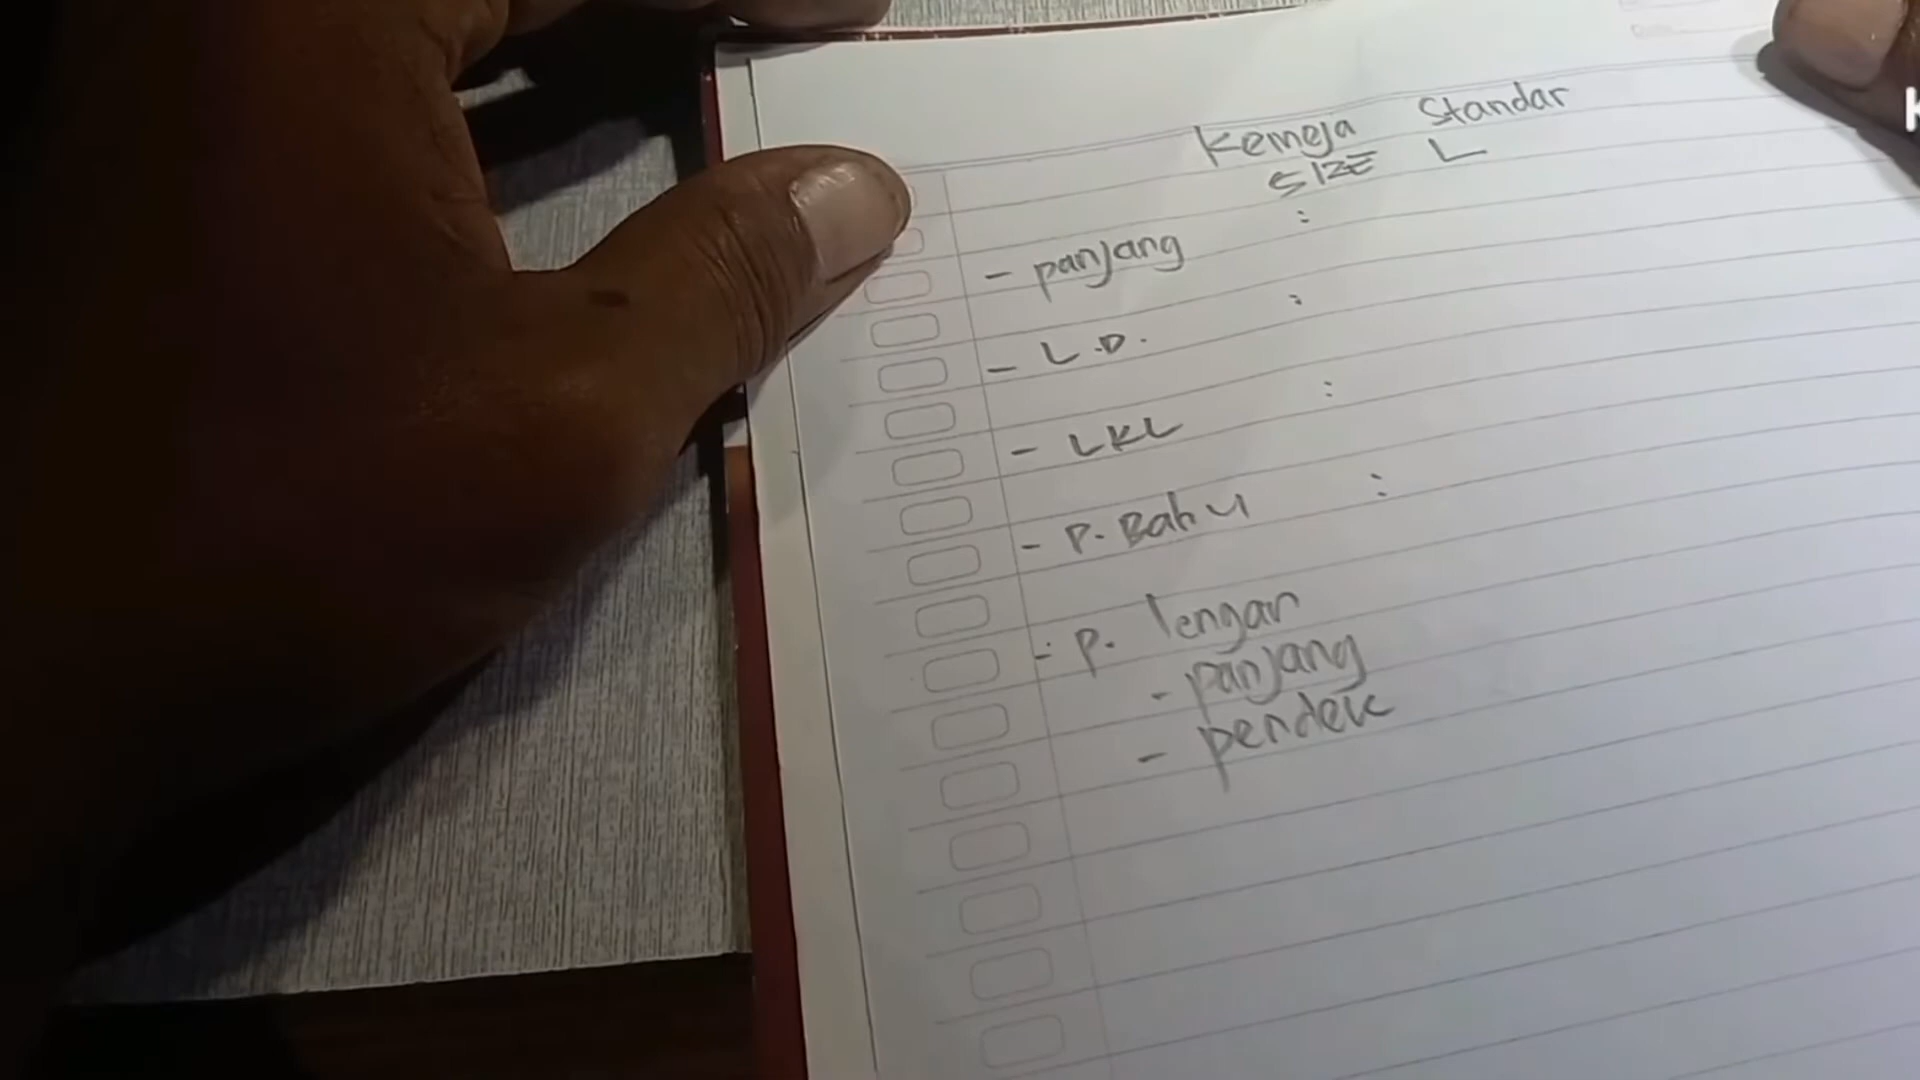 Kemeja Standar
SIZE L
- panjang :
- L.D. :
- LKL :
- P. Bahu :
- P. lengan
- panjang
- pendek